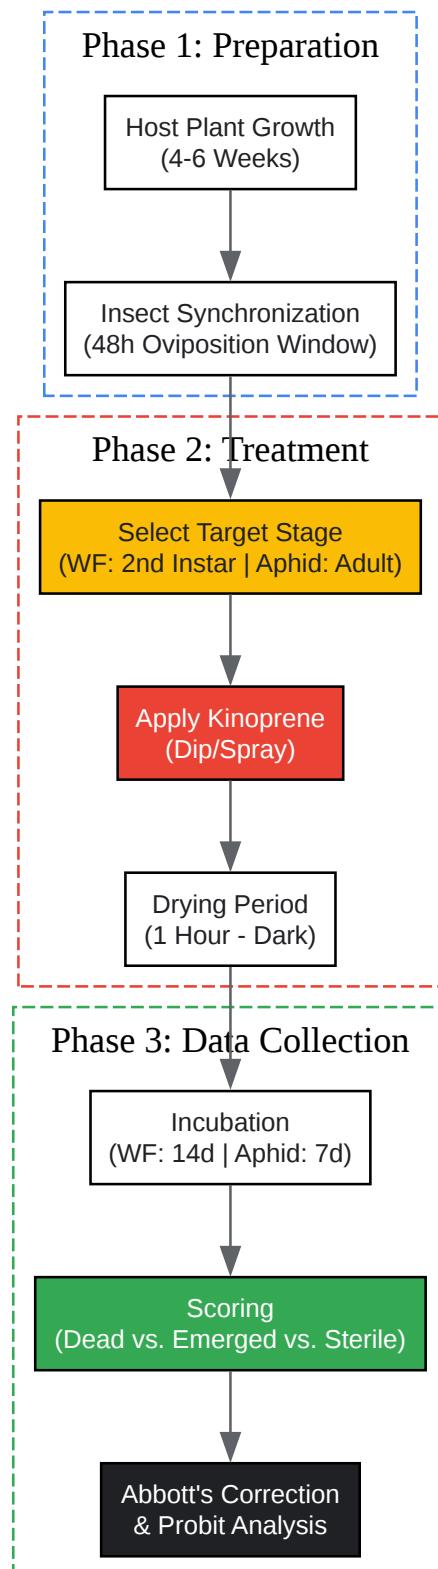 Phase 1: Preparation
Host Plant Growth
(4-6 Weeks)
Insect Synchronization
(48h Oviposition Window)
Phase 2: Treatment
Select Target Stage
(WF: 2nd Instar | Aphid: Adult)
Apply Kinoprene
(Dip/Spray)
Drying Period
(1 Hour - Dark)
Phase 3: Data Collection
Incubation
(WF: 14d | Aphid: 7d)
Scoring
(Dead vs. Emerged vs. Sterile)
Abbott's Correction
& Probit Analysis